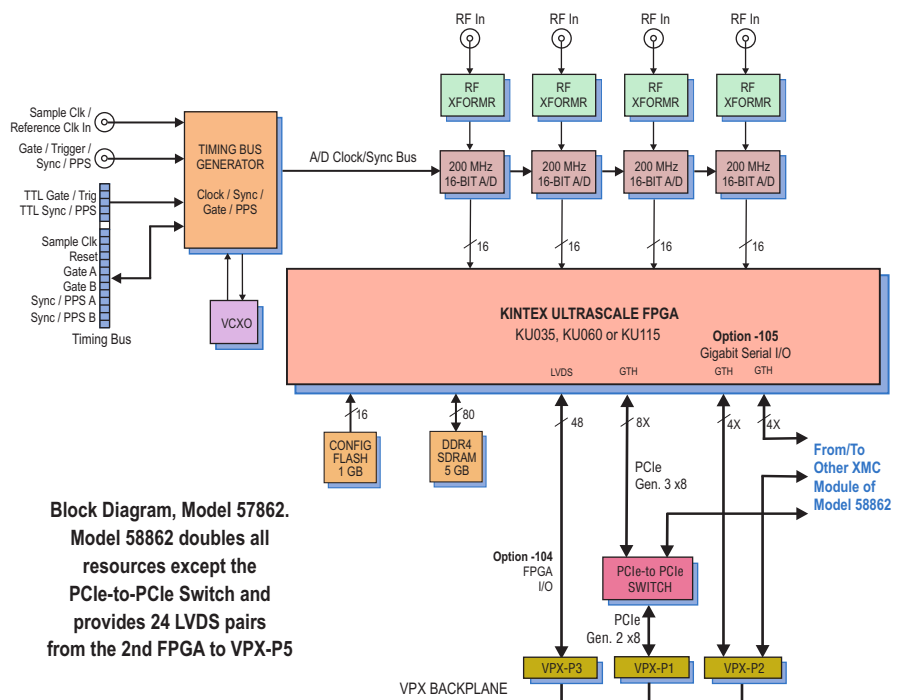 RF In
RF In
RF In
RF In
RF
XFORMR
RF
XFORMR
RF
XFORMR
RF
XFORMR
Sample Clk /
Reference Clk In
Gate / Trigger /
Sync / PPS
TTL Gate / Trig
TTL Sync / PPS
Sample Clk
Reset
Gate A
Gate B
Sync / PPS A
Sync / PPS B
Timing Bus
TIMING BUS
GENERATOR
Clock / Sync /
Gate / PPS
VCXO
A/D Clock/Sync Bus
200 MHz
16-BIT A/D
200 MHz
16-BIT A/D
200 MHz
16-BIT A/D
200 MHz
16-BIT A/D
16
16
16
16
KINTEX ULTRASCALE FPGA
KU035, KU060 or KU115
Option -105
Gigabit Serial I/O
LVDS
GTH
GTH
GTH
16
80
48
8X
4X
4X
CONFIG
FLASH
1 GB
DDR4
SDRAM
5 GB
PCIe
Gen. 3 x8
From/To
Other XMC
Module of
Model 58862
Block Diagram, Model 57862.
Model 58862 doubles all
resources except the
PCIe-to-PCIe Switch and
provides 24 LVDS pairs
from the 2nd FPGA to VPX-P5
Option -104
FPGA
I/O
PCIe-to PCIe
SWITCH
PCIe
Gen. 2 x8
VPX-P3
VPX-P1
VPX-P2
VPX BACKPLANE